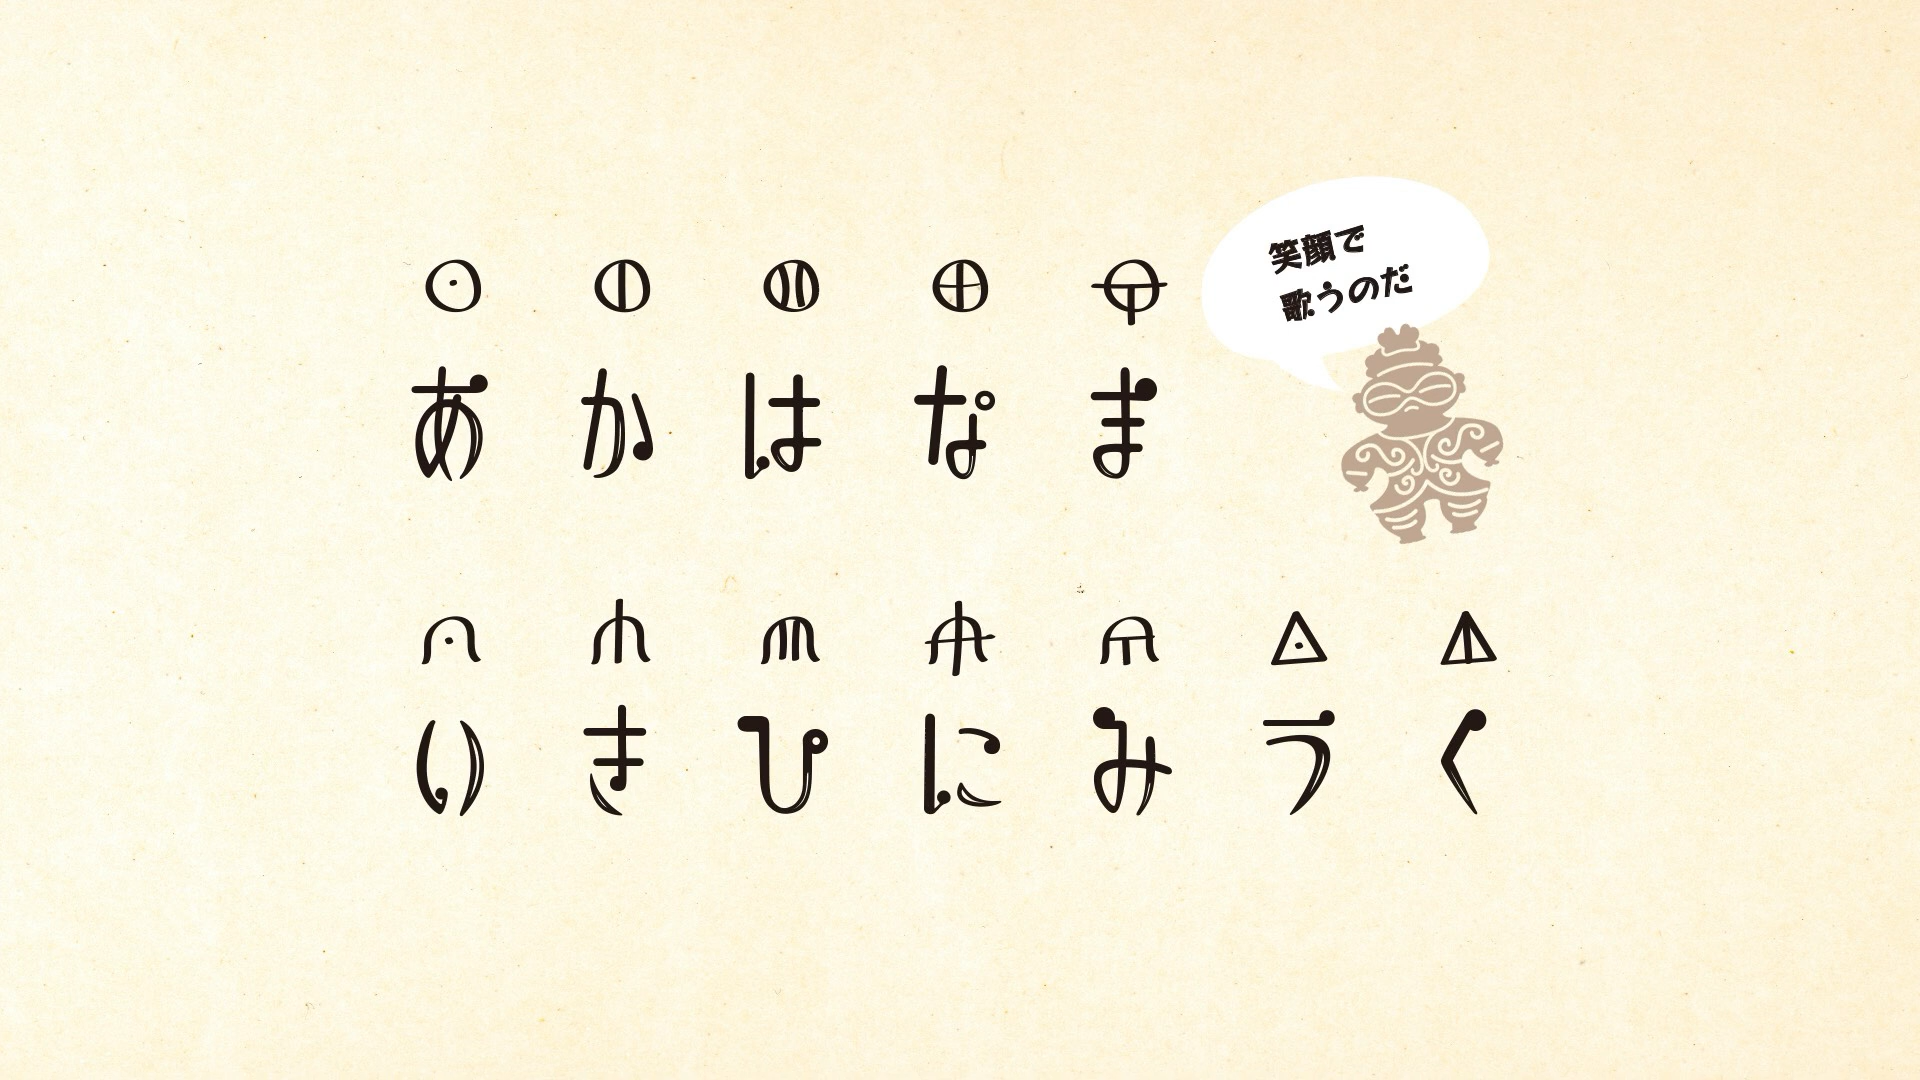 笑顔で
歌うのだ
あ か は な ま
い き ひ に み う く